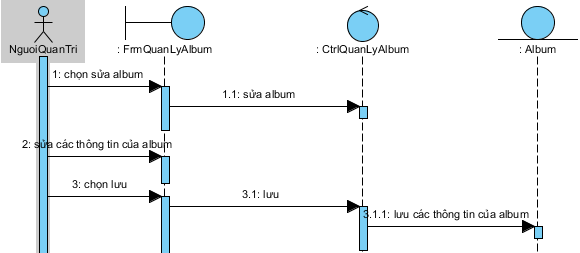 NguoiQuanTri
: FrmQuanLyAlbum
: CtrlQuanLyAlbum
: Album
1: chọn sửa album
1.1: sửa album
2: sửa các thông tin của album
3: chọn lưu
3.1: lưu
3.1.1: lưu các thông tin của album